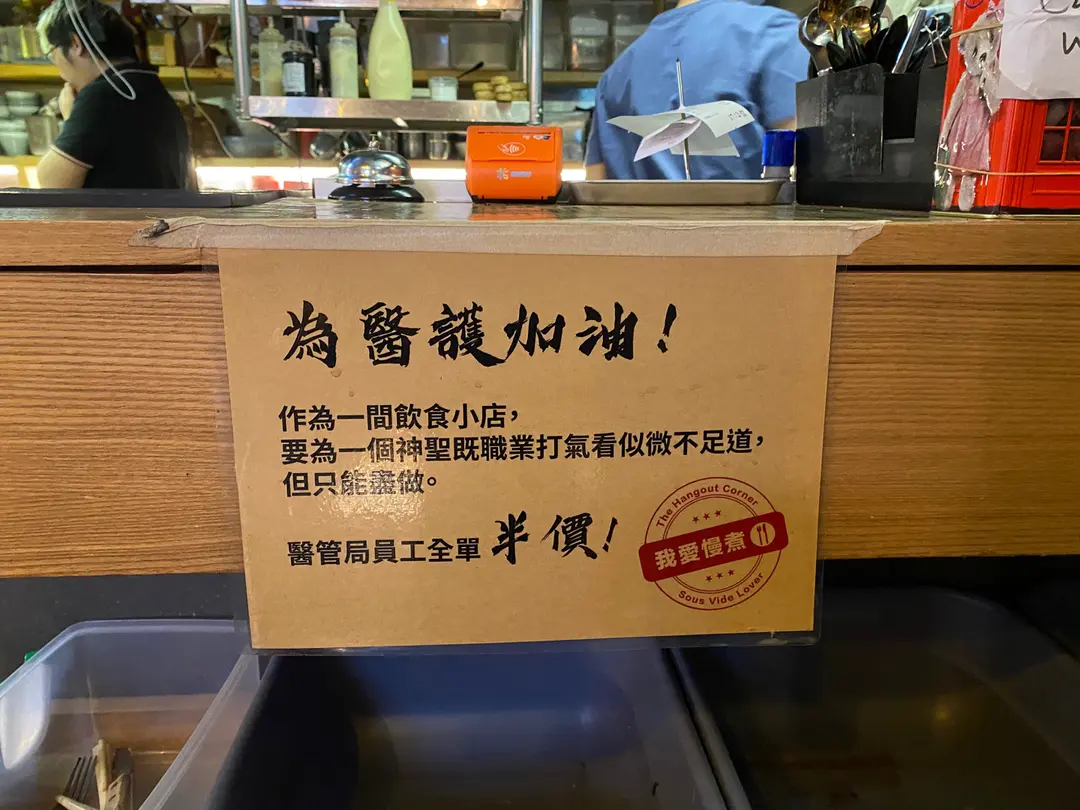 為醫護加油!
作為一間飲食小店,
要為一個神聖既職業打氣看似微不足道,
但只能盡做。
醫管局員工全單 半價!
The Hangout Corner
我愛慢煮
Sous Vide Lover